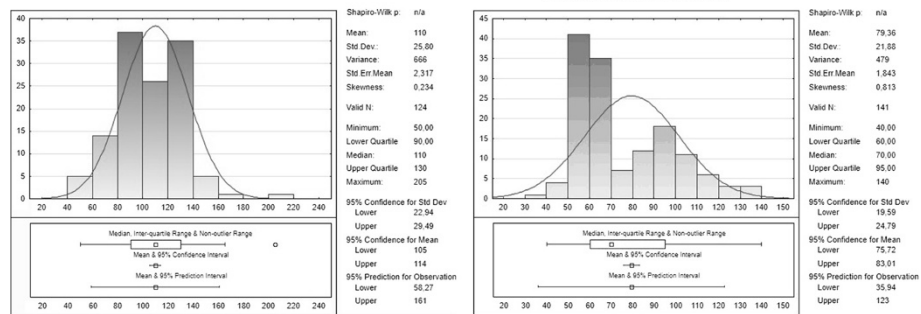 40
35
30
25
20
15
10
5
0
20 40 60 80 100 120 140 160 180 200 220 240
Median, Inter-quartile Range & Non-outlier Range
Mean & 95% Confidence Interval
Mean & 95% Prediction Interval
20 40 60 80 100 120 140 160 180 200 220 240
Shapiro-Wilk p: n/a
Mean: 110
Std.Dev.: 25,80
Variance: 666
Std.Err.Mean 2,317
Skewness: 0,234
Valid N: 124
Minimum: 50,00
Lower Quartile 90,00
Median: 110
Upper Quartile 130
Maximum: 205
95% Confidence for Std Dev
Lower 22,94
Upper 29,49
95% Confidence for Mean
Lower 105
Upper 114
95% Prediction for Observation
Lower 58,27
Upper 161
45
40
35
30
25
20
15
10
5
0
20 30 40 50 60 70 80 90 100 110 120 130 140 150
Median, Inter-quartile Range & Non-outlier Range
Mean & 95% Confidence Interval
Mean & 95% Prediction Interval
20 30 40 50 60 70 80 90 100 110 120 130 140 150
Shapiro-Wilk p: n/a
Mean: 79,36
Std.Dev.: 21,88
Variance: 479
Std.Err.Mean 1,843
Skewness: 0,813
Valid N: 141
Minimum: 40,00
Lower Quartile 60,00
Median: 70,00
Upper Quartile 95,00
Maximum: 140
95% Confidence for Std Dev
Lower 19,59
Upper 24,79
95% Confidence for Mean
Lower 75,72
Upper 83,01
95% Prediction for Observation
Lower 35,94
Upper 123